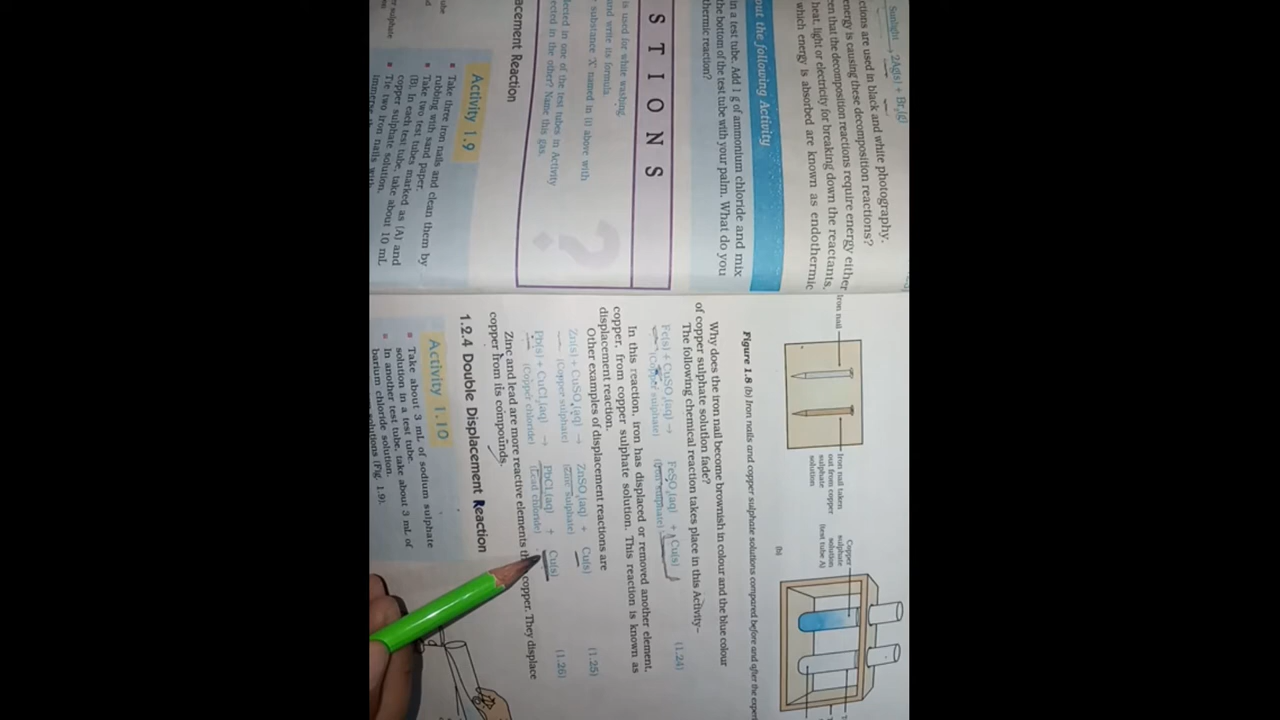 Sunlight
→ 2Ag(s) + Br₂(g)
ctions are used in black and white photography.
energy is causing these decomposition reactions?
en that the decomposition reactions require energy either
heat, light or electricity for breaking down the reactants.
which energy is absorbed are known as endothermic
out the following Activity
in a test tube. Add 1 g of ammonium chloride and mix
the bottom of the test tube with your palm. What do you
thermic reaction?
S T I O N S
is used for white washing.
and write its formula.
substance 'X' named in (i) above with
lected in one of the test tubes in Activity
ected in the other? Name this gas.
?
acement Reaction
Activity 1.9
Take three iron nails and clean them by
rubbing with sand paper.
Take two test tubes marked as (A) and
(B). In each test tube, take about 10 mL
copper sulphate solution.
Tie two iron nails with
Iron nail
Iron nail taken
out from copper
sulphate
solution
Copper
sulphate
solution
(test tube A)
(b)
Figure 1.8 (b) Iron nails and copper sulphate solutions compared before and after the experi
Why does the iron nail become brownish in colour and the blue colour
of copper sulphate solution fade?
The following chemical reaction takes place in this Activity–
Fe(s) + CuSO₄(aq) → FeSO₄(aq) + Cu(s) (1.24)
(Copper sulphate) (Iron sulphate)
In this reaction, iron has displaced or removed another element,
copper, from copper sulphate solution. This reaction is known as
displacement reaction.
Other examples of displacement reactions are
Zn(s) + CuSO₄(aq) → ZnSO₄(aq) + Cu(s) (1.25)
(Copper sulphate) (Zinc sulphate)
Pb(s) + CuCl₂(aq) → PbCl₂(aq) + Cu(s) (1.26)
(Copper chloride) (Lead chloride)
Zinc and lead are more reactive elements copper. They displace
copper from its compounds.
1.2.4 Double Displacement Reaction
Activity 1.10
Take about 3 mL of sodium sulphate
solution in a test tube.
In another test tube, take about 3 mL of
barium chloride solution.
(Fig. 1.9).